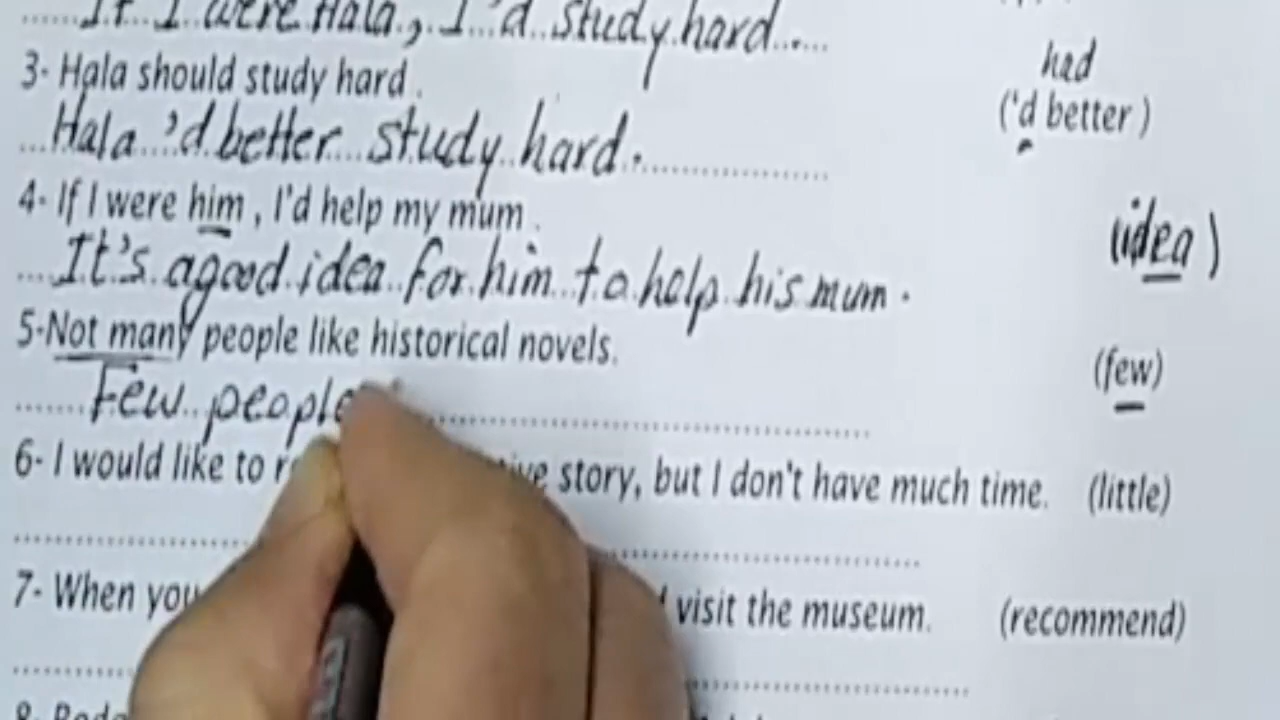 If I were Hala, I'd study hard.
3- Hala should study hard.
had
('d better)
Hala 'd better study hard.
4- If I were him, I'd help my mum.
(idea)
It's a good idea for him to help his mum.
5-Not many people like historical novels.
(few)
Few people
6- I would like to story, but I don't have much time. (little)
7- When you visit the museum. (recommend)
8-